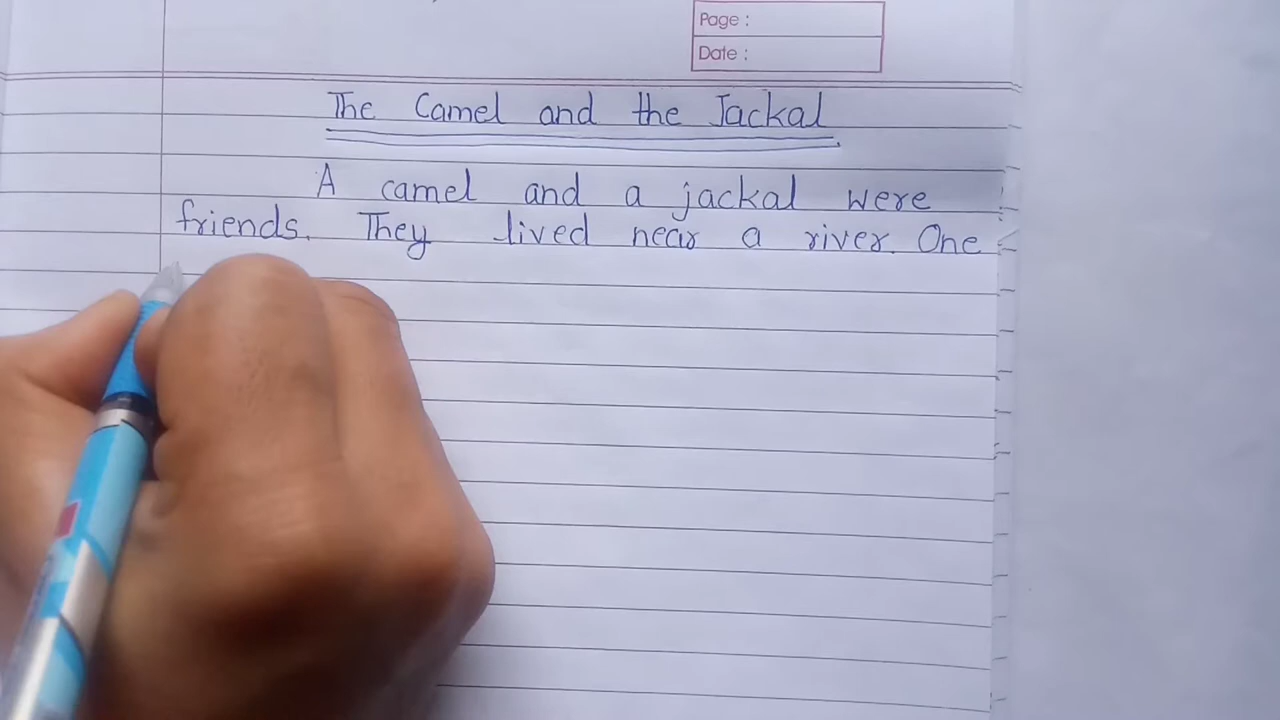 Page :
Date :
The Camel and the Jackal
A camel and a jackal were
friends. They lived near a river. One